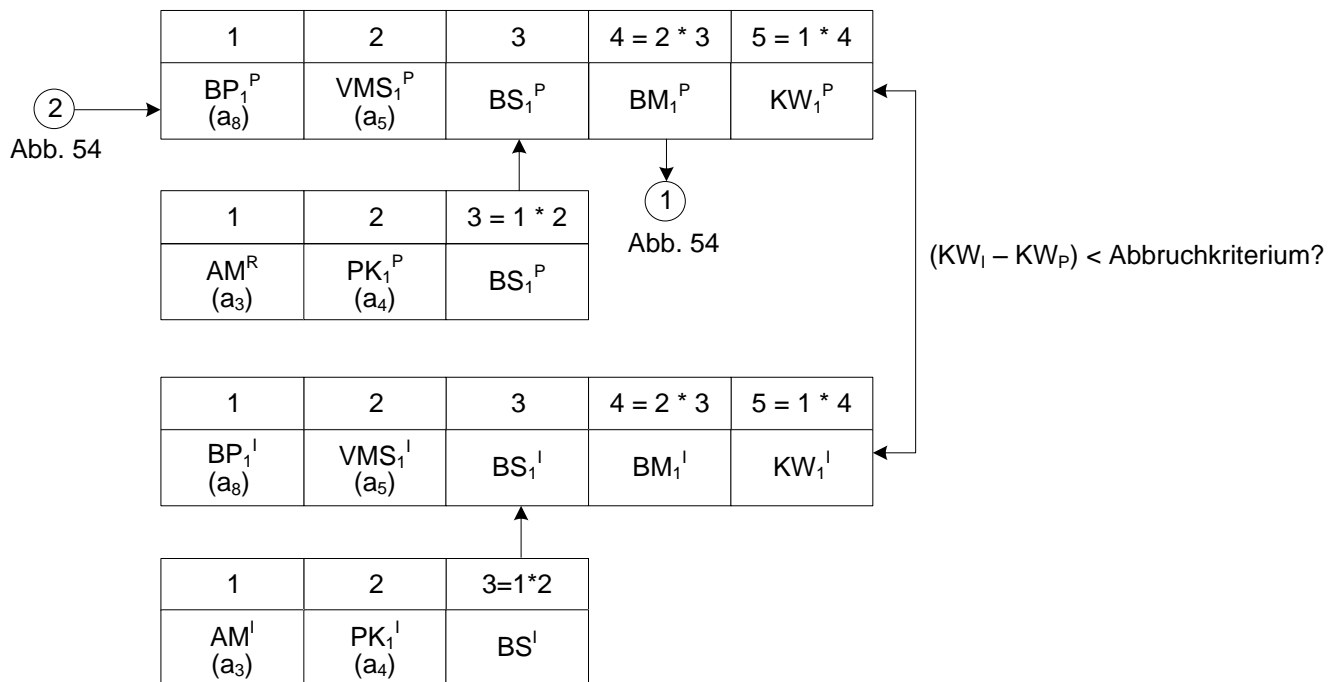 1 2 3 4 = 2 * 3 5 = 1 * 4
BP₁ᴾ VMS₁ᴾ BS₁ᴾ BM₁ᴾ KW₁ᴾ
(a₈) (a₅)
2
Abb. 54
1 2 3 = 1 * 2
AMᴿ PK₁ᴾ BS₁ᴾ
(a₃) (a₄)
1
Abb. 54
(KWI – KWP) < Abbruchkriterium?
1 2 3 4 = 2 * 3 5 = 1 * 4
BP₁ᴵ VMS₁ᴵ BS₁ᴵ BM₁ᴵ KW₁ᴵ
(a₈) (a₅)
1 2 3=1*2
AMᴵ PK₁ᴵ BSᴵ
(a₃) (a₄)